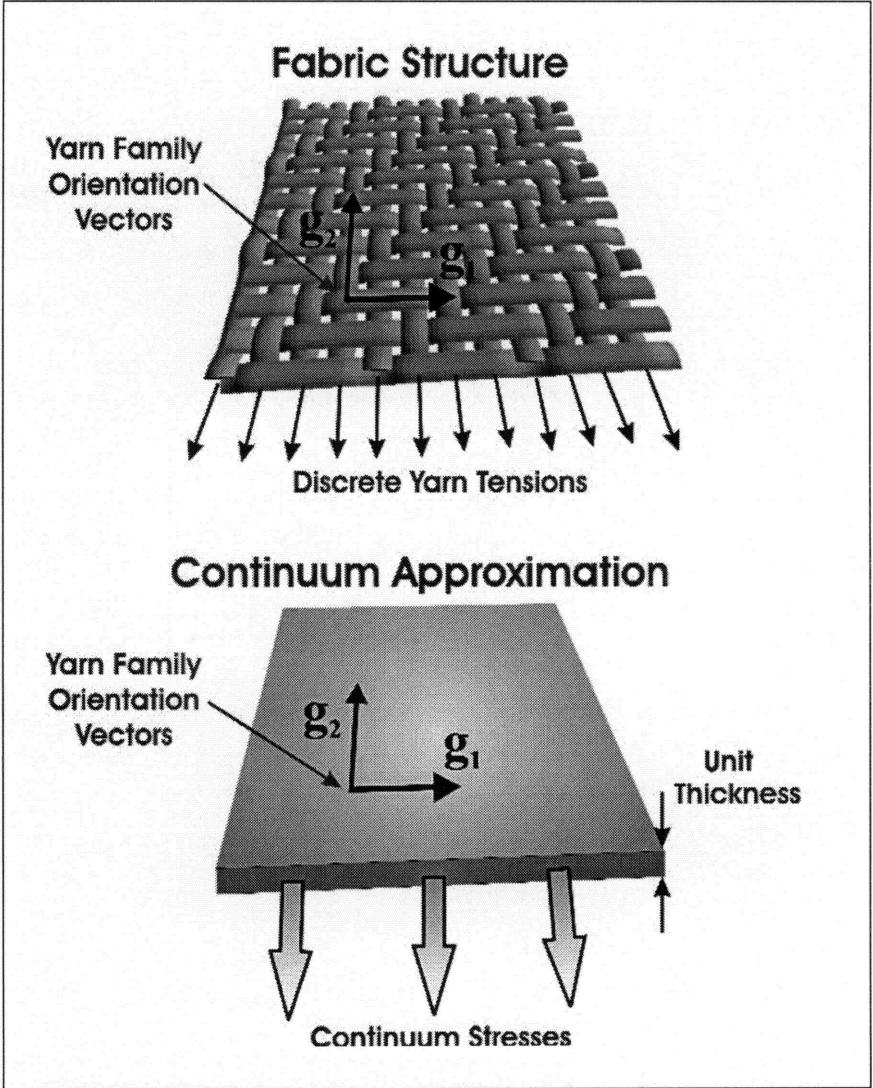 Fabric Structure
Yarn Family
Orientation
Vectors
g₂
g₁
Discrete Yarn Tensions
Continuum Approximation
Yarn Family
Orientation
Vectors
g₂
g₁
Unit
Thickness
Continuum Stresses